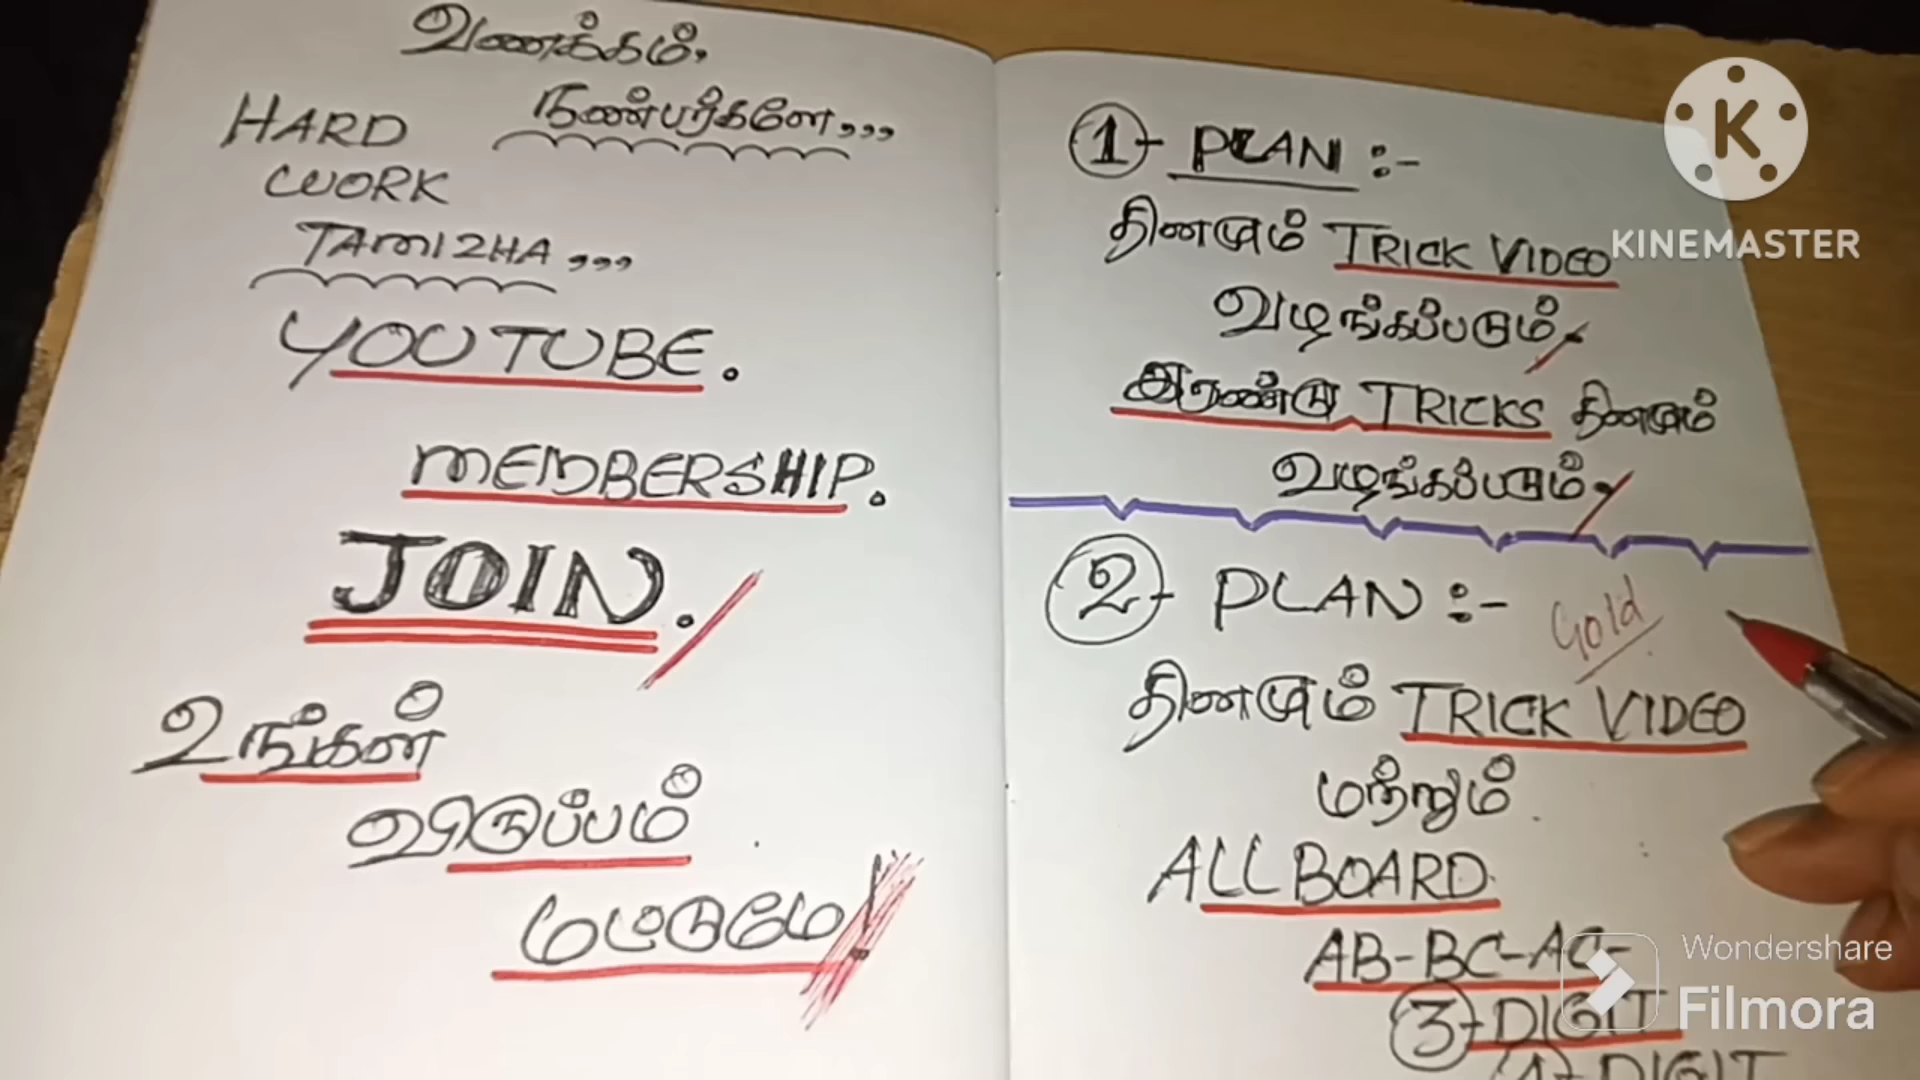 வணக்கம்,
நண்பர்களே,,,
HARD
WORK
TAMIZHA,,,
YOUTUBE.
MEMBERSHIP.
JOIN.
உங்கள்
விருப்பம்
மட்டுமே!
1- PLAN :-
தினமும் TRICK VIDEO
வழங்கப்படும்.
இரண்டு TRICKS தினமும்
வழங்கப்படும்.
2- PLAN :- Gold
தினமும் TRICK VIDEO
மற்றும்
ALL BOARD.
AB-BC-AC-
3-DIGIT
4-DIGIT
KINEMASTER
Wondershare
Filmora